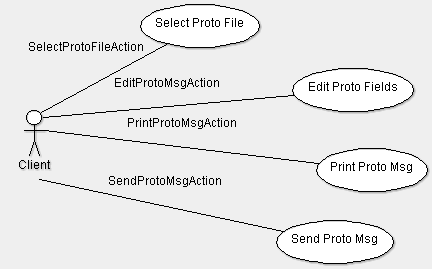 Select Proto File
SelectProtoFileAction
EditProtoMsgAction
Edit Proto Fields
PrintProtoMsgAction
Client
Print Proto Msg
SendProtoMsgAction
Send Proto Msg